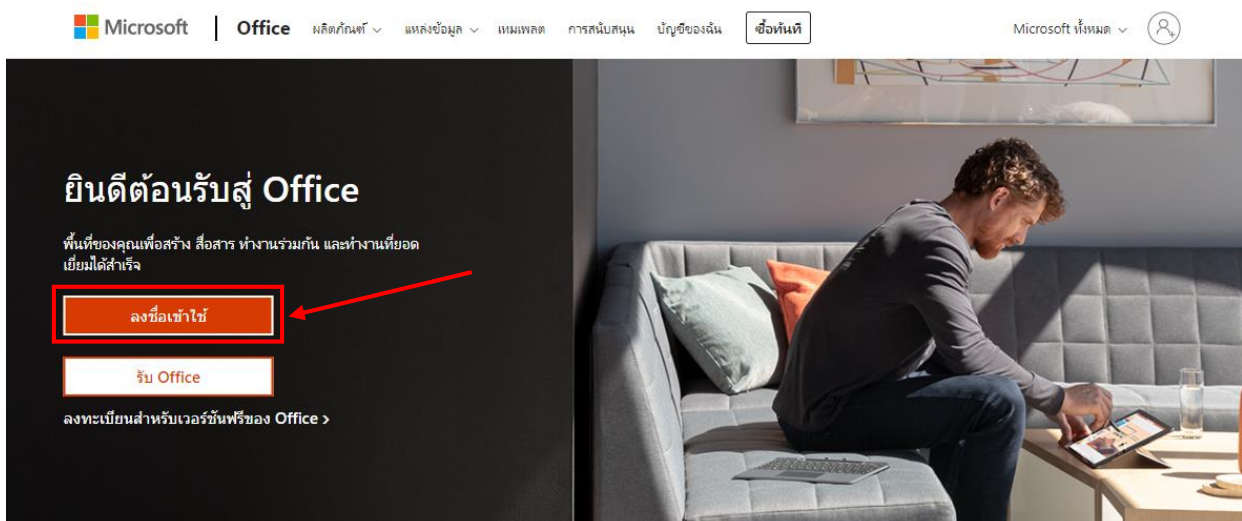 Microsoft Office ผลิตภัณฑ์ แหล่งข้อมูล เทมเพลต การสนับสนุน บัญชีของฉัน ซื้อทันที Microsoft ทั้งหมด
ยินดีต้อนรับสู่ Office
พื้นที่ของคุณเพื่อสร้าง สื่อสาร ทำงานร่วมกัน และทำงานที่ยอด
เยี่ยมได้สำเร็จ
ลงชื่อเข้าใช้
รับ Office
ลงทะเบียนสำหรับเวอร์ชันฟรีของ Office >